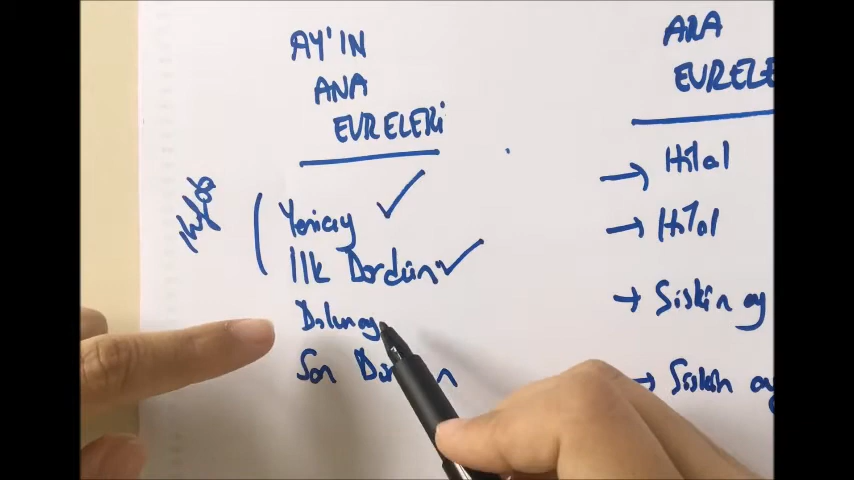 AY'IN
ANA
EVRELERİ
Yeniay
İlk Dördün
Dolunay
Son
ARA
EVRELE
Hilal
Hilal
Şişkin ay
Şişkin ay